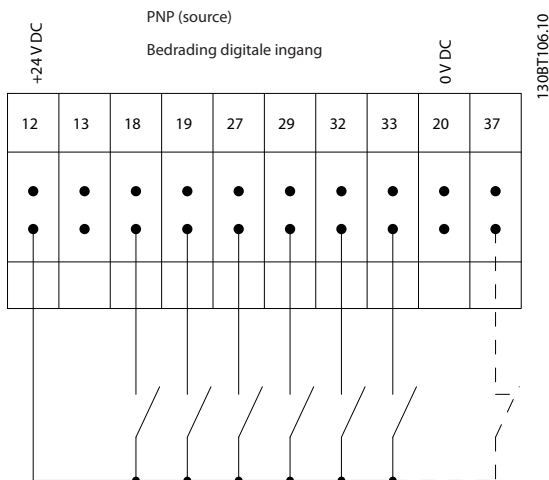 PNP (source)
Bedrading digitale ingang
+24 V DC
0 V DC
130BT106.10
12 13 18 19 27 29 32 33 20 37